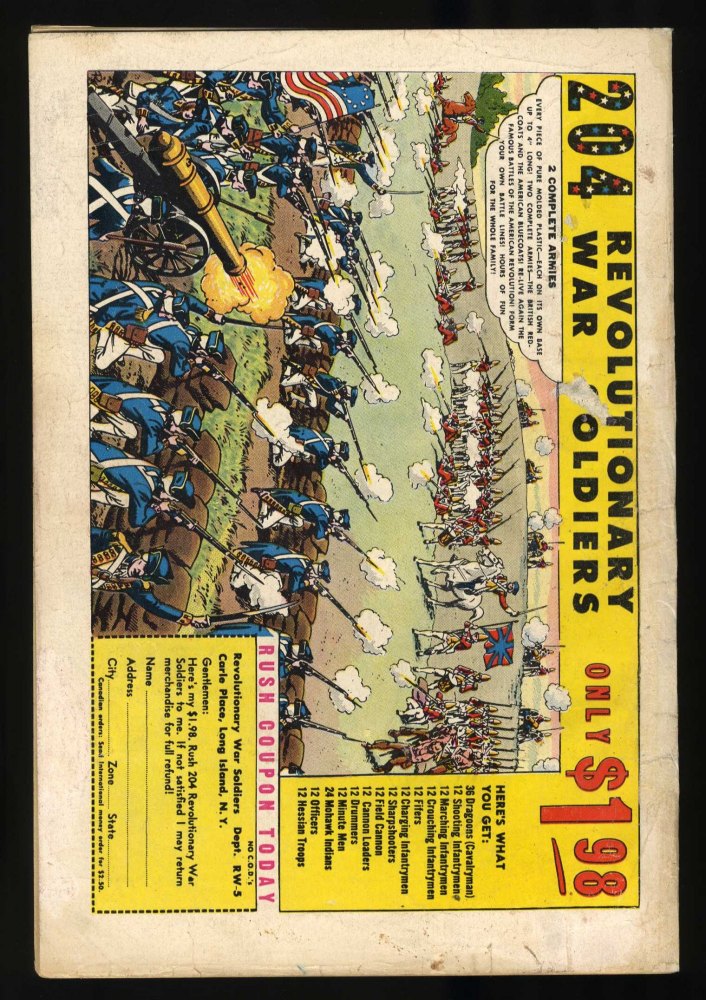 204 REVOLUTIONARY
WAR SOLDIERS
ONLY $1.98
2 COMPLETE ARMIES
EVERY PIECE OF PURE MOLDED PLASTIC—EACH ON ITS OWN BASE
UP TO 4" LONG! TWO COMPLETE ARMIES—THE BRITISH RED-
COATS AND THE AMERICAN BLUECOATS! RE-LIVE AGAIN THE
FAMOUS BATTLES OF THE AMERICAN REVOLUTION! FORM
YOUR OWN BATTLE LINES! HOURS OF FUN
FOR THE WHOLE FAMILY!
HERE'S WHAT
YOU GET:
36 Dragoons (Cavalryman)
12 Shooting Infantrymen
12 Marching Infantrymen
12 Crouching Infantrymen
12 Fifers
12 Charging Infantrymen
12 Sharpshooters
12 Field Cannon
12 Cannon Loaders
12 Drummers
12 Minute Men
24 Mohawk Indians
12 Officers
12 Hessian Troops
RUSH COUPON TODAY
NO C.O.D.'s
Revolutionary War Soldiers Dept. RW-5
Carle Place, Long Island, N. Y.
Gentlemen:
Here's my $1.98. Rush 204 Revolutionary War
Soldiers to me. If not satisfied I may return
merchandise for full refund!
Name
Address
City Zone State
Canadian orders: Send International money order for $2.50.